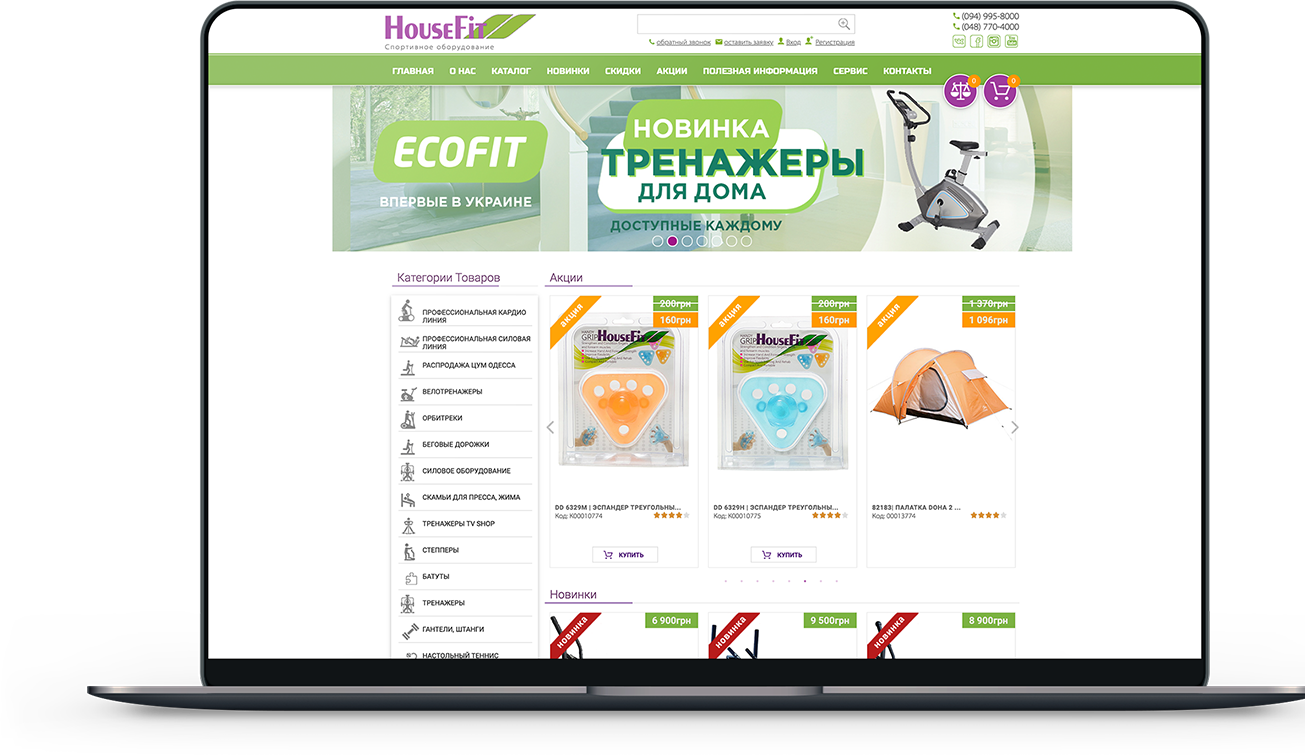 HouseFit
Спортивное оборудование
(094) 995-8000
(048) 770-4000
обратный звонок оставить заявку Вход Регистрация
ГЛАВНАЯ О НАС КАТАЛОГ НОВИНКИ СКИДКИ АКЦИИ ПОЛЕЗНАЯ ИНФОРМАЦИЯ СЕРВИС КОНТАКТЫ
0 0
ECOFIT
ВПЕРВЫЕ В УКРАИНЕ
НОВИНКА
ТРЕНАЖЕРЫ
ДЛЯ ДОМА
ДОСТУПНЫЕ КАЖДОМУ
Категории Товаров
ПРОФЕССИОНАЛЬНАЯ КАРДИО
ЛИНИЯ
ПРОФЕССИОНАЛЬНАЯ СИЛОВАЯ
ЛИНИЯ
РАСПРОДАЖА ЦУМ ОДЕССА
ВЕЛОТРЕНАЖЕРЫ
ОРБИТРЕКИ
БЕГОВЫЕ ДОРОЖКИ
СИЛОВОЕ ОБОРУДОВАНИЕ
СКАМЬИ ДЛЯ ПРЕССА, ЖИМА
ТРЕНАЖЕРЫ TV SHOP
СТЕППЕРЫ
БАТУТЫ
ТРЕНАЖЕРЫ
ГАНТЕЛИ, ШТАНГИ
НАСТОЛЬНЫЙ ТЕННИС
Акции
акция
200грн
160грн
HANDY
GRIP HouseFit
DD 6329M | ЭСПАНДЕР ТРЕУГОЛЬНЫ...
Код: K00010774
КУПИТЬ
акция
200грн
160грн
HANDY
GRIP HouseFit
DD 6329H | ЭСПАНДЕР ТРЕУГОЛЬНЫ...
Код: K00010775
КУПИТЬ
акция
1 370грн
1 096грн
82183| ПАЛАТКА DOHA 2 ...
Код: 00013774
Новинки
новинка
6 900грн
новинка
9 500грн
новинка
8 900грн